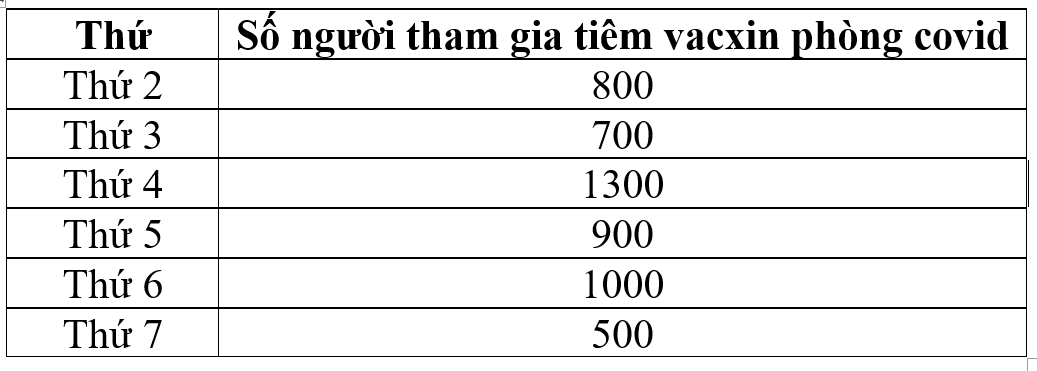 Thứ Số người tham gia tiêm vacxin phòng covid
Thứ 2 800
Thứ 3 700
Thứ 4 1300
Thứ 5 900
Thứ 6 1000
Thứ 7 500